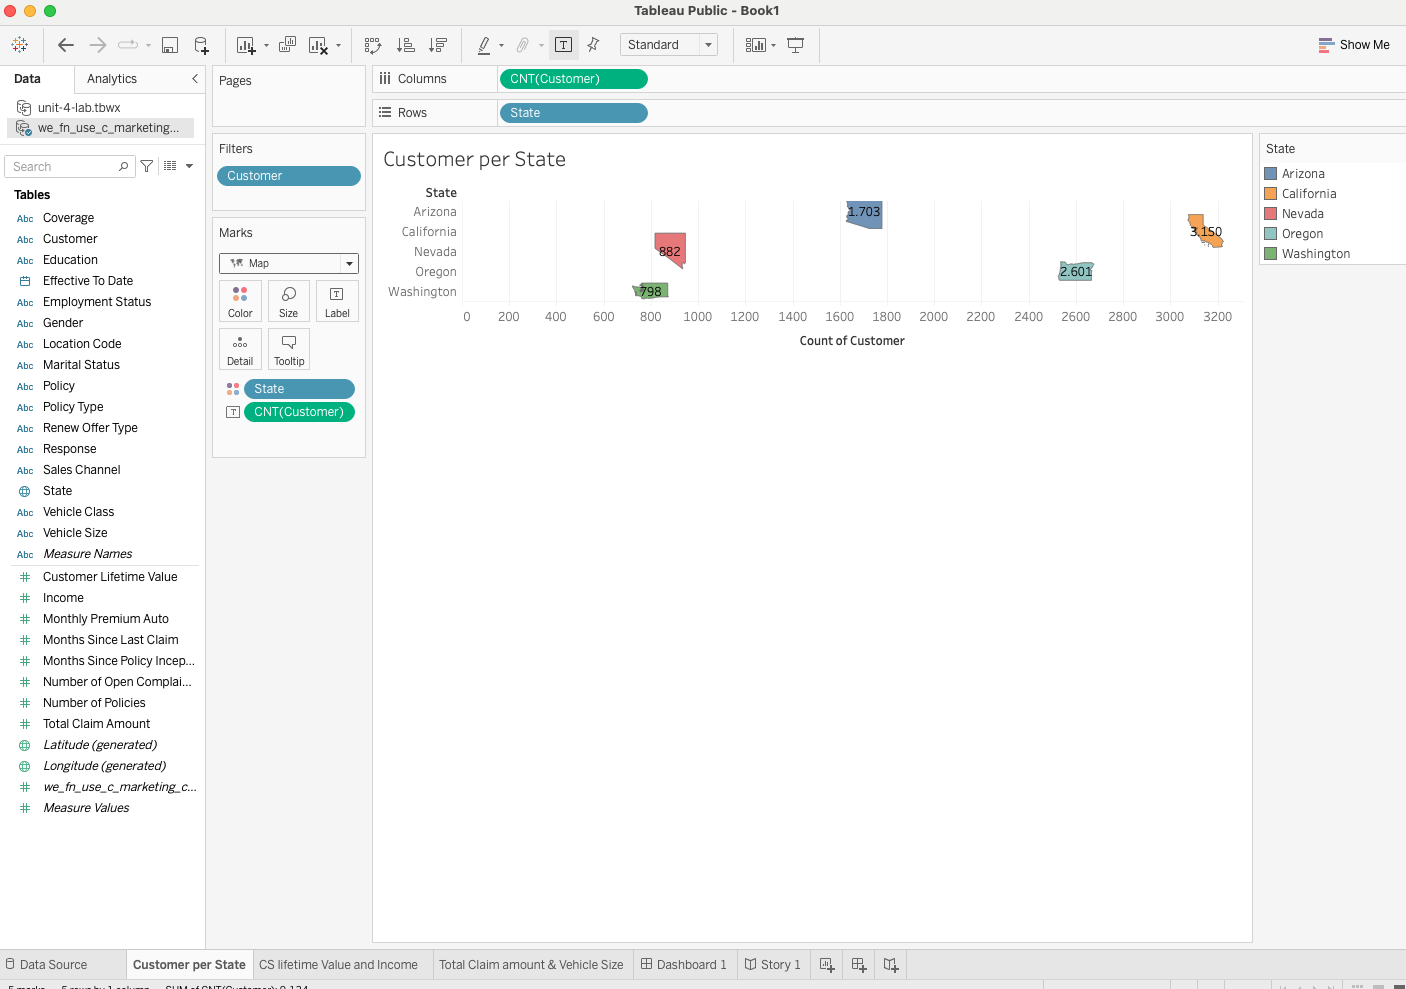 Tableau Public - Book1
Standard
Show Me
Data
Analytics
unit-4-lab.tbwx
we_fn_use_c_marketing...
Search
Tables
Abc Coverage
Abc Customer
Abc Education
Effective To Date
Abc Employment Status
Abc Gender
Abc Location Code
Abc Marital Status
Abc Policy
Abc Policy Type
Abc Renew Offer Type
Abc Response
Abc Sales Channel
State
Abc Vehicle Class
Abc Vehicle Size
Abc Measure Names
Customer Lifetime Value
Income
Monthly Premium Auto
Months Since Last Claim
Months Since Policy Incep...
Number of Open Complai...
Number of Policies
Total Claim Amount
Latitude (generated)
Longitude (generated)
we_fn_use_c_marketing_c...
Measure Values
Pages
Filters
Customer
Marks
Map
Color
Size
Label
Detail
Tooltip
State
CNT(Customer)
Columns
CNT(Customer)
Rows
State
Customer per State
State
Arizona
California
Nevada
Oregon
Washington
1.703
3.150
882
2.601
798
0 200 400 600 800 1000 1200 1400 1600 1800 2000 2200 2400 2600 2800 3000 3200
Count of Customer
State
Arizona
California
Nevada
Oregon
Washington
Data Source
Customer per State
CS lifetime Value and Income
Total Claim amount & Vehicle Size
Dashboard 1
Story 1